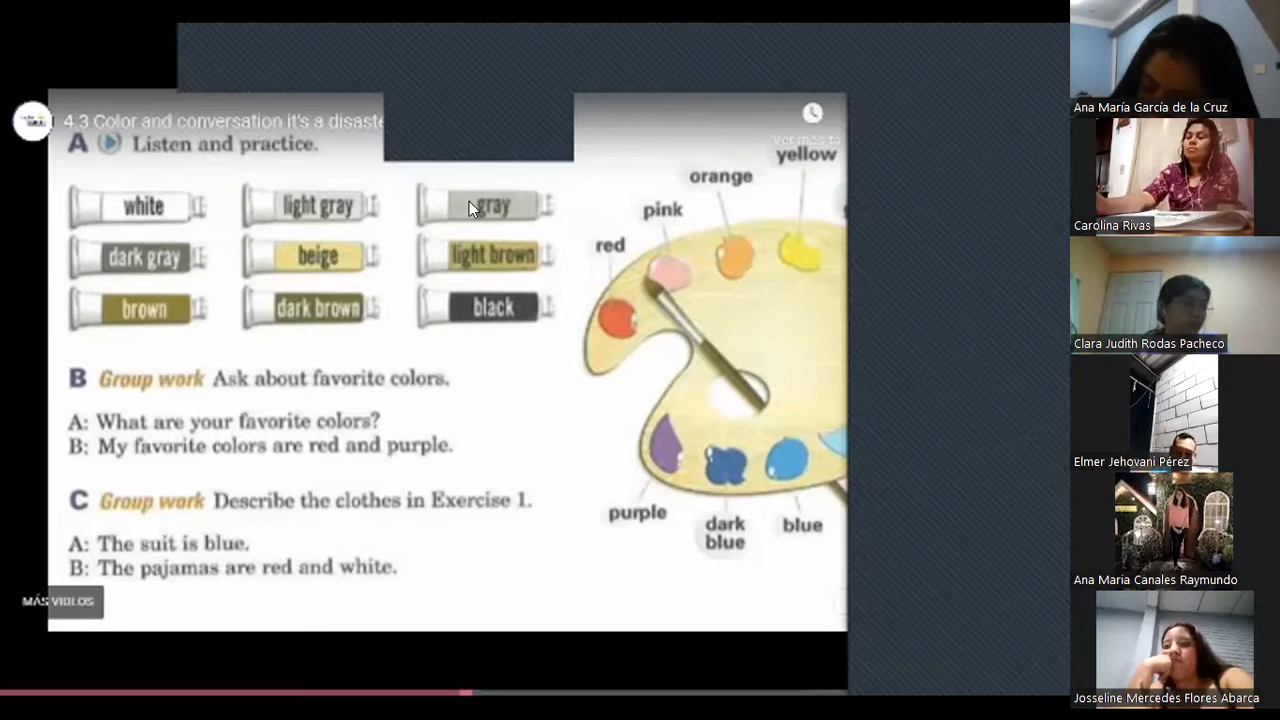 4.3 Color and conversation it's a disaste
A Listen and practice.
white light gray gray
dark gray beige light brown
brown dark brown black
Ver más ta
yellow
orange
pink
red
purple
dark blue
blue
B Group work Ask about favorite colors.
A: What are your favorite colors?
B: My favorite colors are red and purple.
C Group work Describe the clothes in Exercise 1.
A: The suit is blue.
B: The pajamas are red and white.
MÁS VIDEOS
Ana María García de la Cruz
Carolina Rivas
Clara Judith Rodas Pacheco
Elmer Jehovani Pérez
Ana Maria Canales Raymundo
Josseline Mercedes Flores Abarca